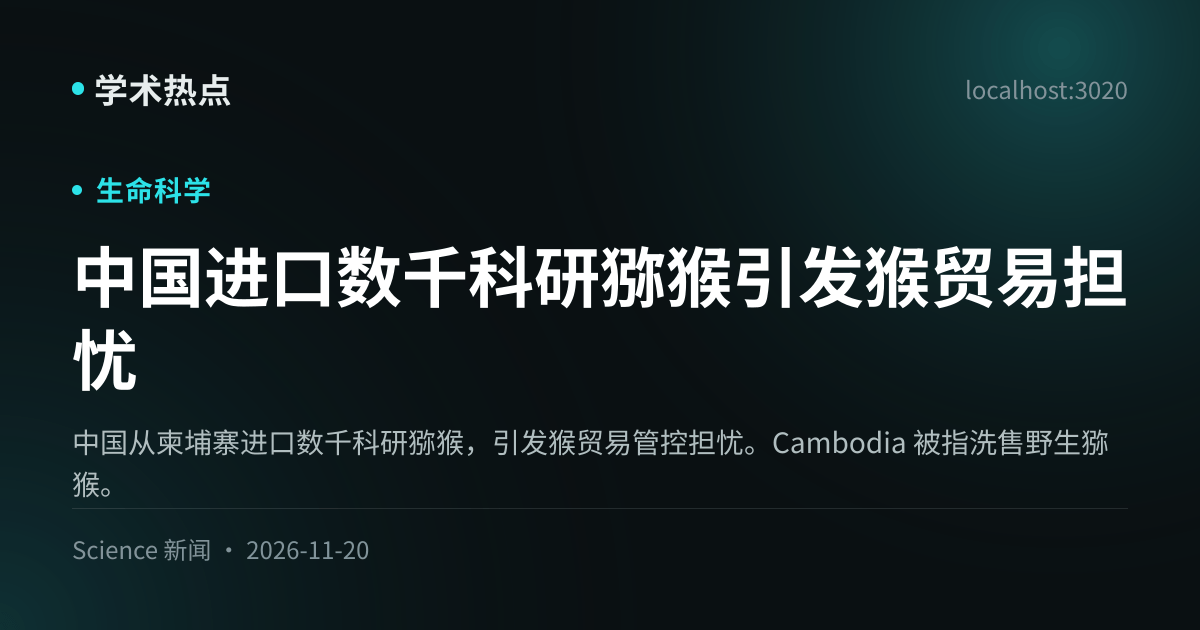 学术热点
localhost:3020
生命科学
中国进口数千科研猕猴引发猴贸易担
忧
中国从柬埔寨进口数千科研猕猴，引发猴贸易管控担忧。Cambodia 被指洗售野生猕
猴。
Science 新闻 · 2026-11-20